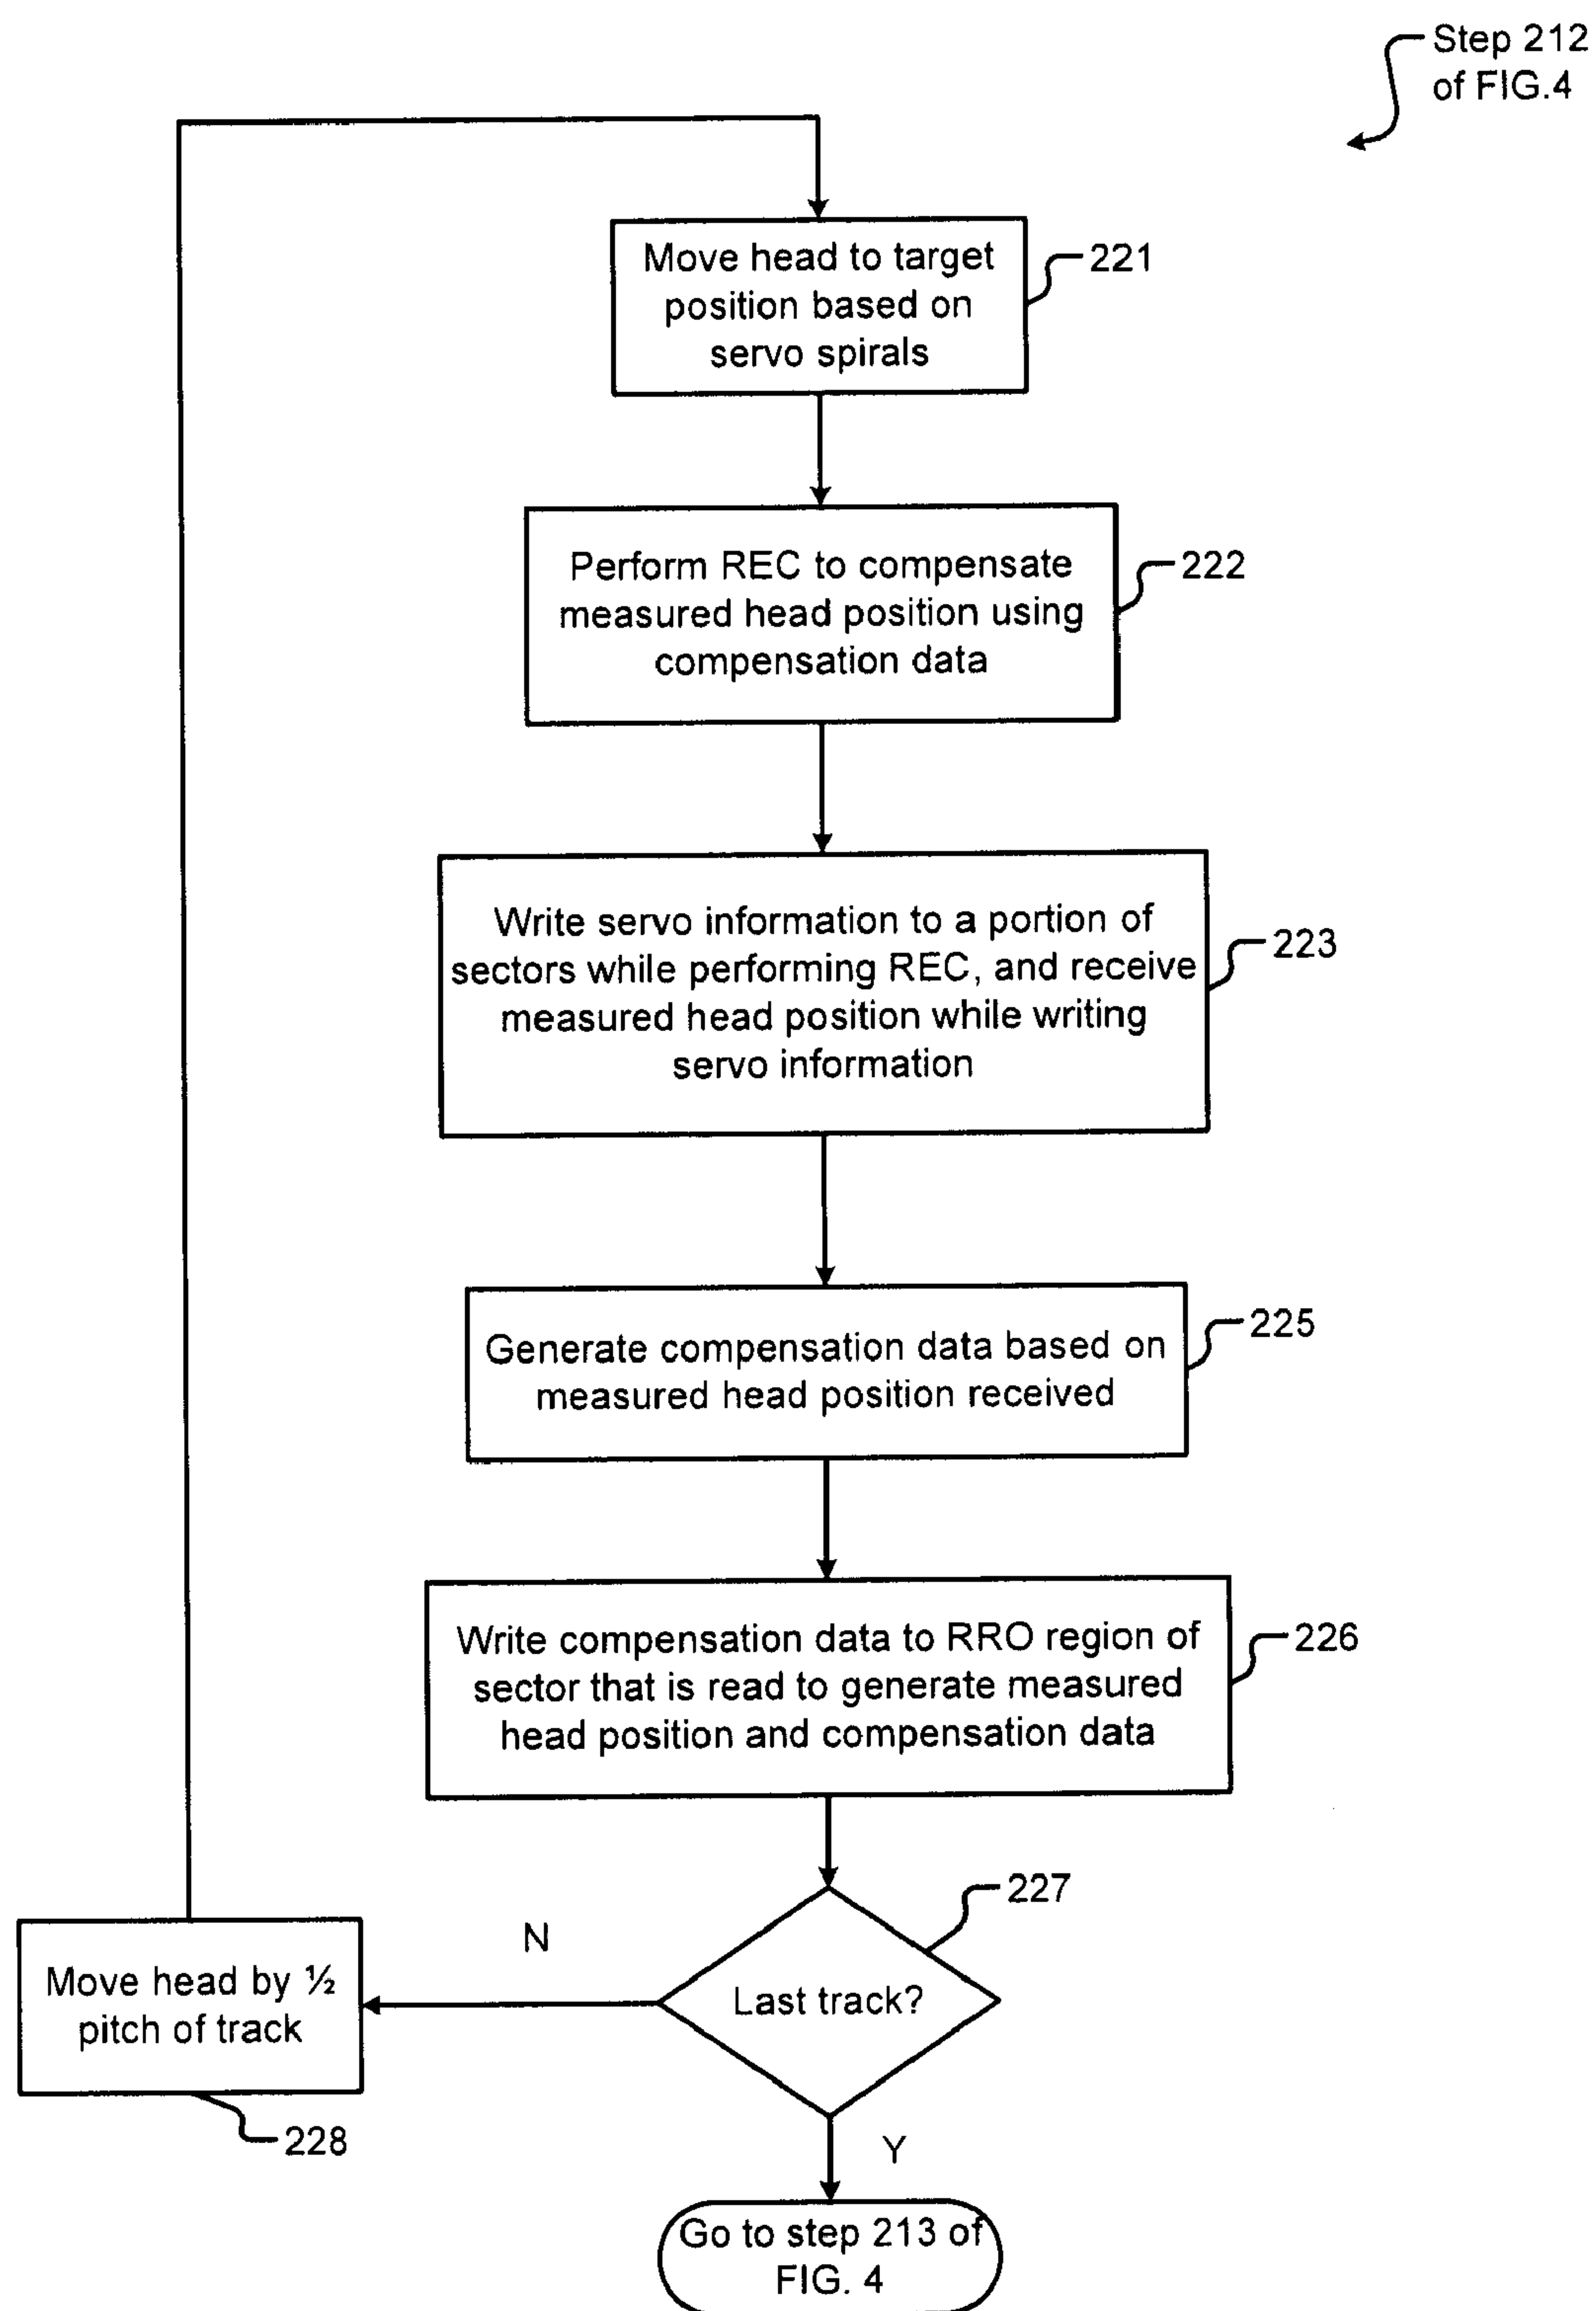 Step 212
of FIG.4
Move head to target
position based on
servo spirals
221
Perform REC to compensate
measured head position using
compensation data
222
Write servo information to a portion of
sectors while performing REC, and receive
measured head position while writing
servo information
223
Generate compensation data based on
measured head position received
225
Write compensation data to RRO region of
sector that is read to generate measured
head position and compensation data
226
227
Last track?
N
Move head by ½
pitch of track
228
Y
Go to step 213 of
FIG. 4